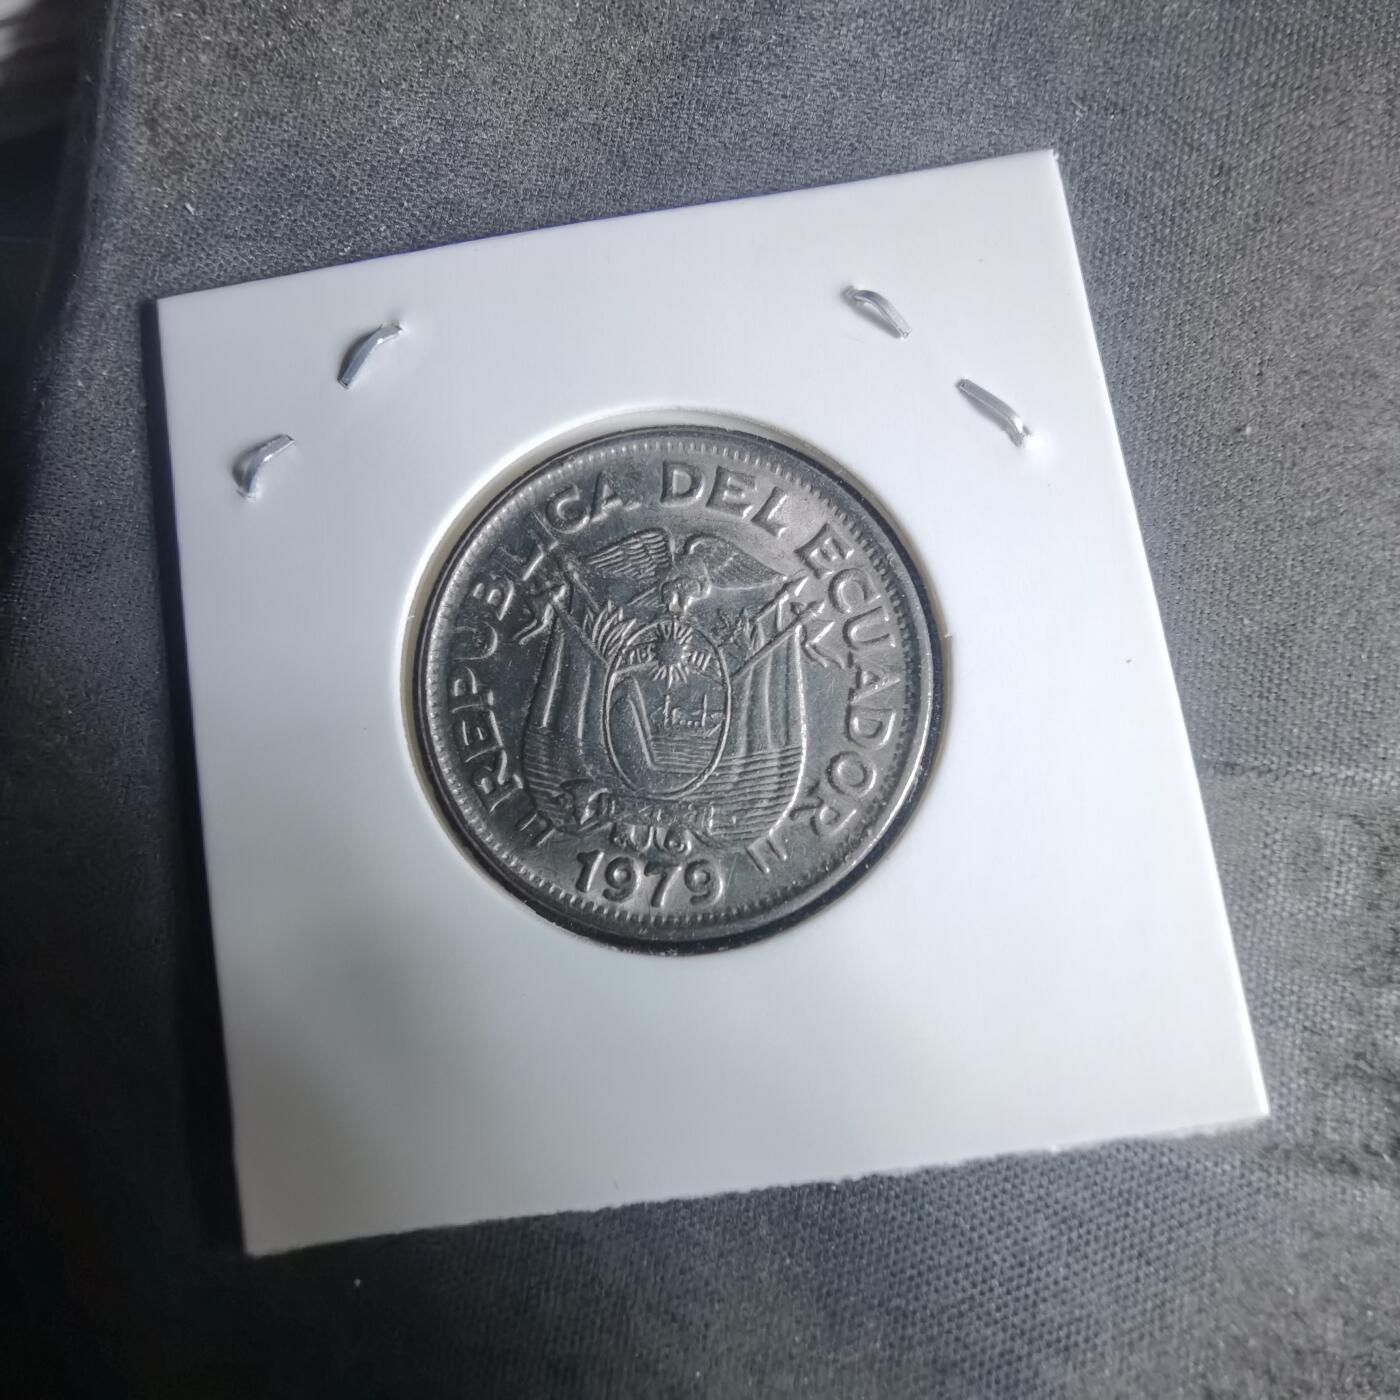 REPUBLICA DEL ECUADOR
1979